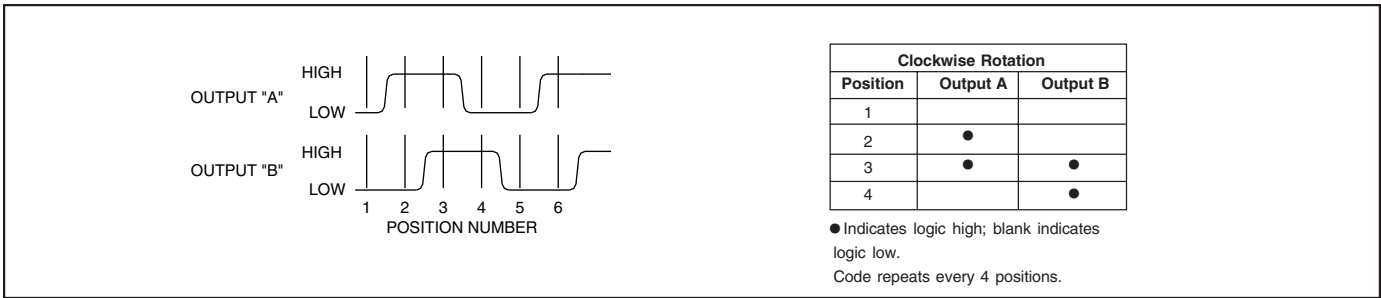 HIGH
OUTPUT "A"
LOW
HIGH
OUTPUT "B"
LOW
1 2 3 4 5 6
POSITION NUMBER
Clockwise Rotation
Position Output A Output B
1
2 ●
3 ● ●
4 ●
● Indicates logic high; blank indicates
logic low.
Code repeats every 4 positions.